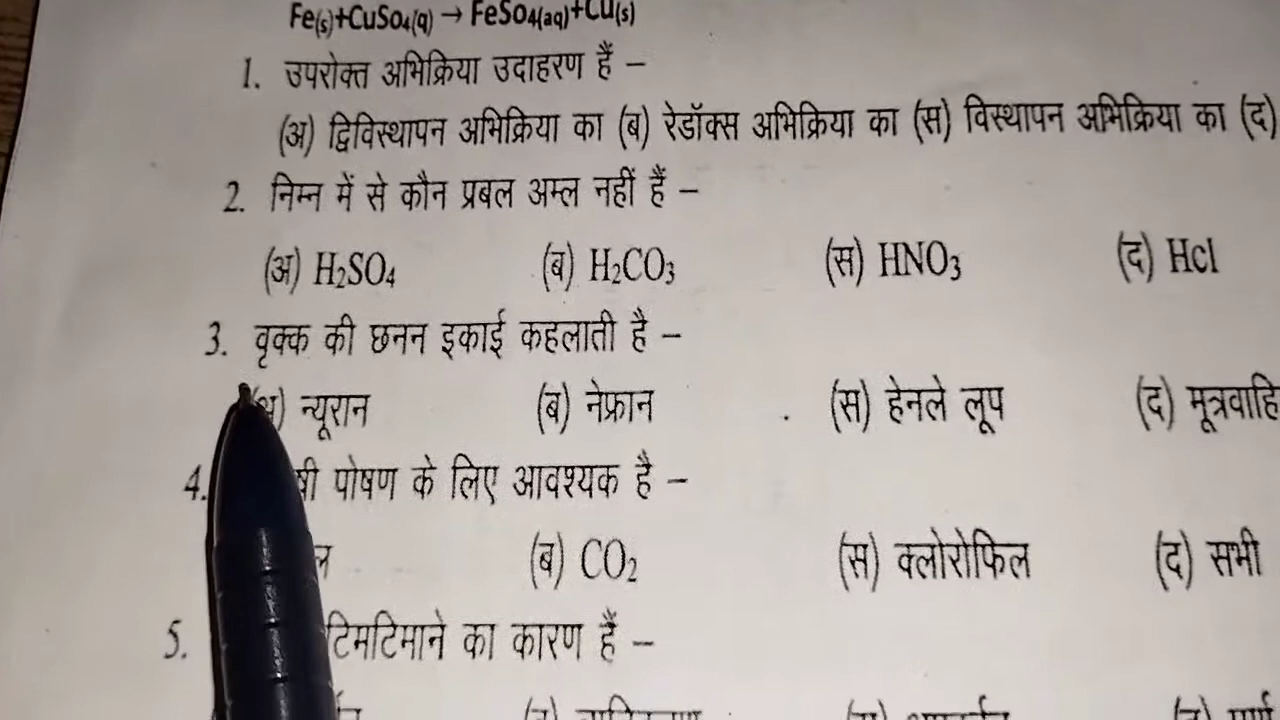 Fe(s)+CuSo4(q) → FeSo4(aq)+Cu(s)
1. उपरोक्त अभिक्रिया उदाहरण हैं –
(अ) द्विविस्थापन अभिक्रिया का (ब) रेडॉक्स अभिक्रिया का (स) विस्थापन अभिक्रिया का (द)
2. निम्न में से कौन प्रबल अम्ल नहीं हैं –
(अ) H2SO4 (ब) H2CO3 (स) HNO3 (द) Hcl
3. वृक्क की छनन इकाई कहलाती है –
(अ) न्यूरान (ब) नेफ्रान (स) हेनले लूप (द) मूत्रवाहि
4. पोषण के लिए आवश्यक है –
(ब) CO2 (स) क्लोरोफिल (द) सभी
5. टिमटिमाने का कारण हैं –